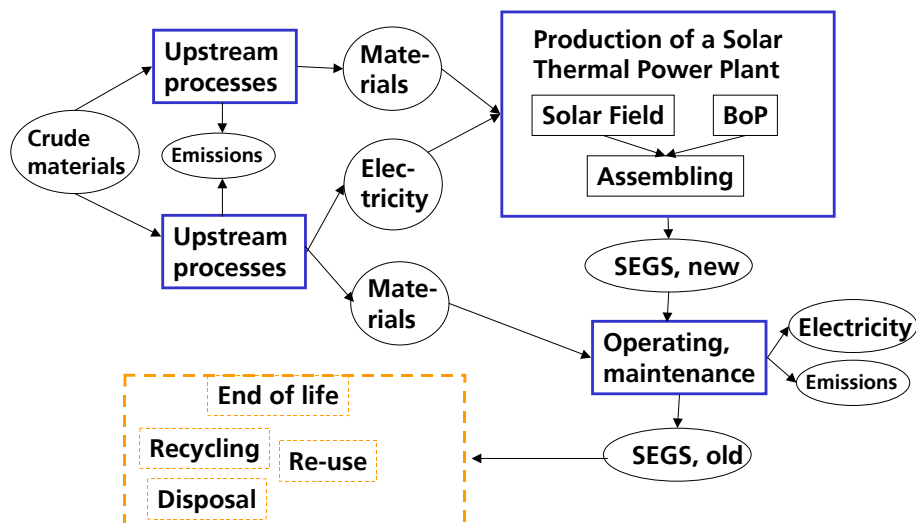 Upstream
processes
Mate-
rials
Production of a Solar
Thermal Power Plant
Solar Field
BoP
Assembling
Crude
materials
Emissions
Elec-
tricity
Upstream
processes
SEGS, new
Mate-
rials
Operating,
maintenance
Electricity
Emissions
End of life
Recycling
Re-use
Disposal
SEGS, old